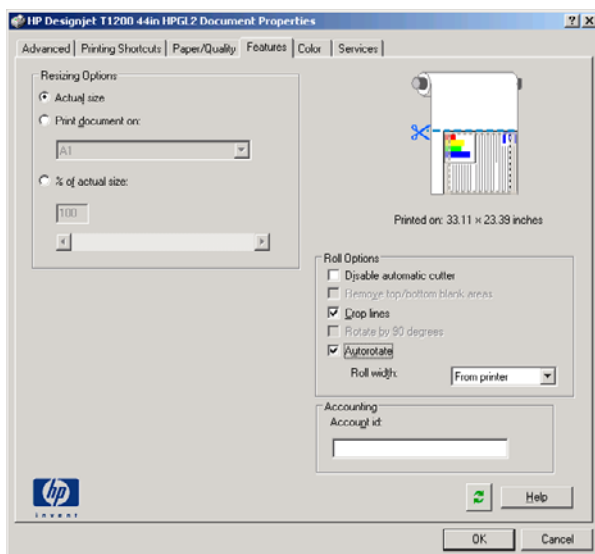 HP Designjet T1200 44in HPGL2 Document Properties
Advanced Printing Shortcuts Paper/Quality Features Color Services
Resizing Options
Actual size
Print document on:
A1
% of actual size:
100
Printed on: 33.11 × 23.39 inches
Roll Options
Disable automatic cutter
Remove top/bottom blank areas
Crop lines
Rotate by 90 degrees
Autorotate
Roll width: From printer
Accounting
Account id:
hp
invent
Help
OK Cancel